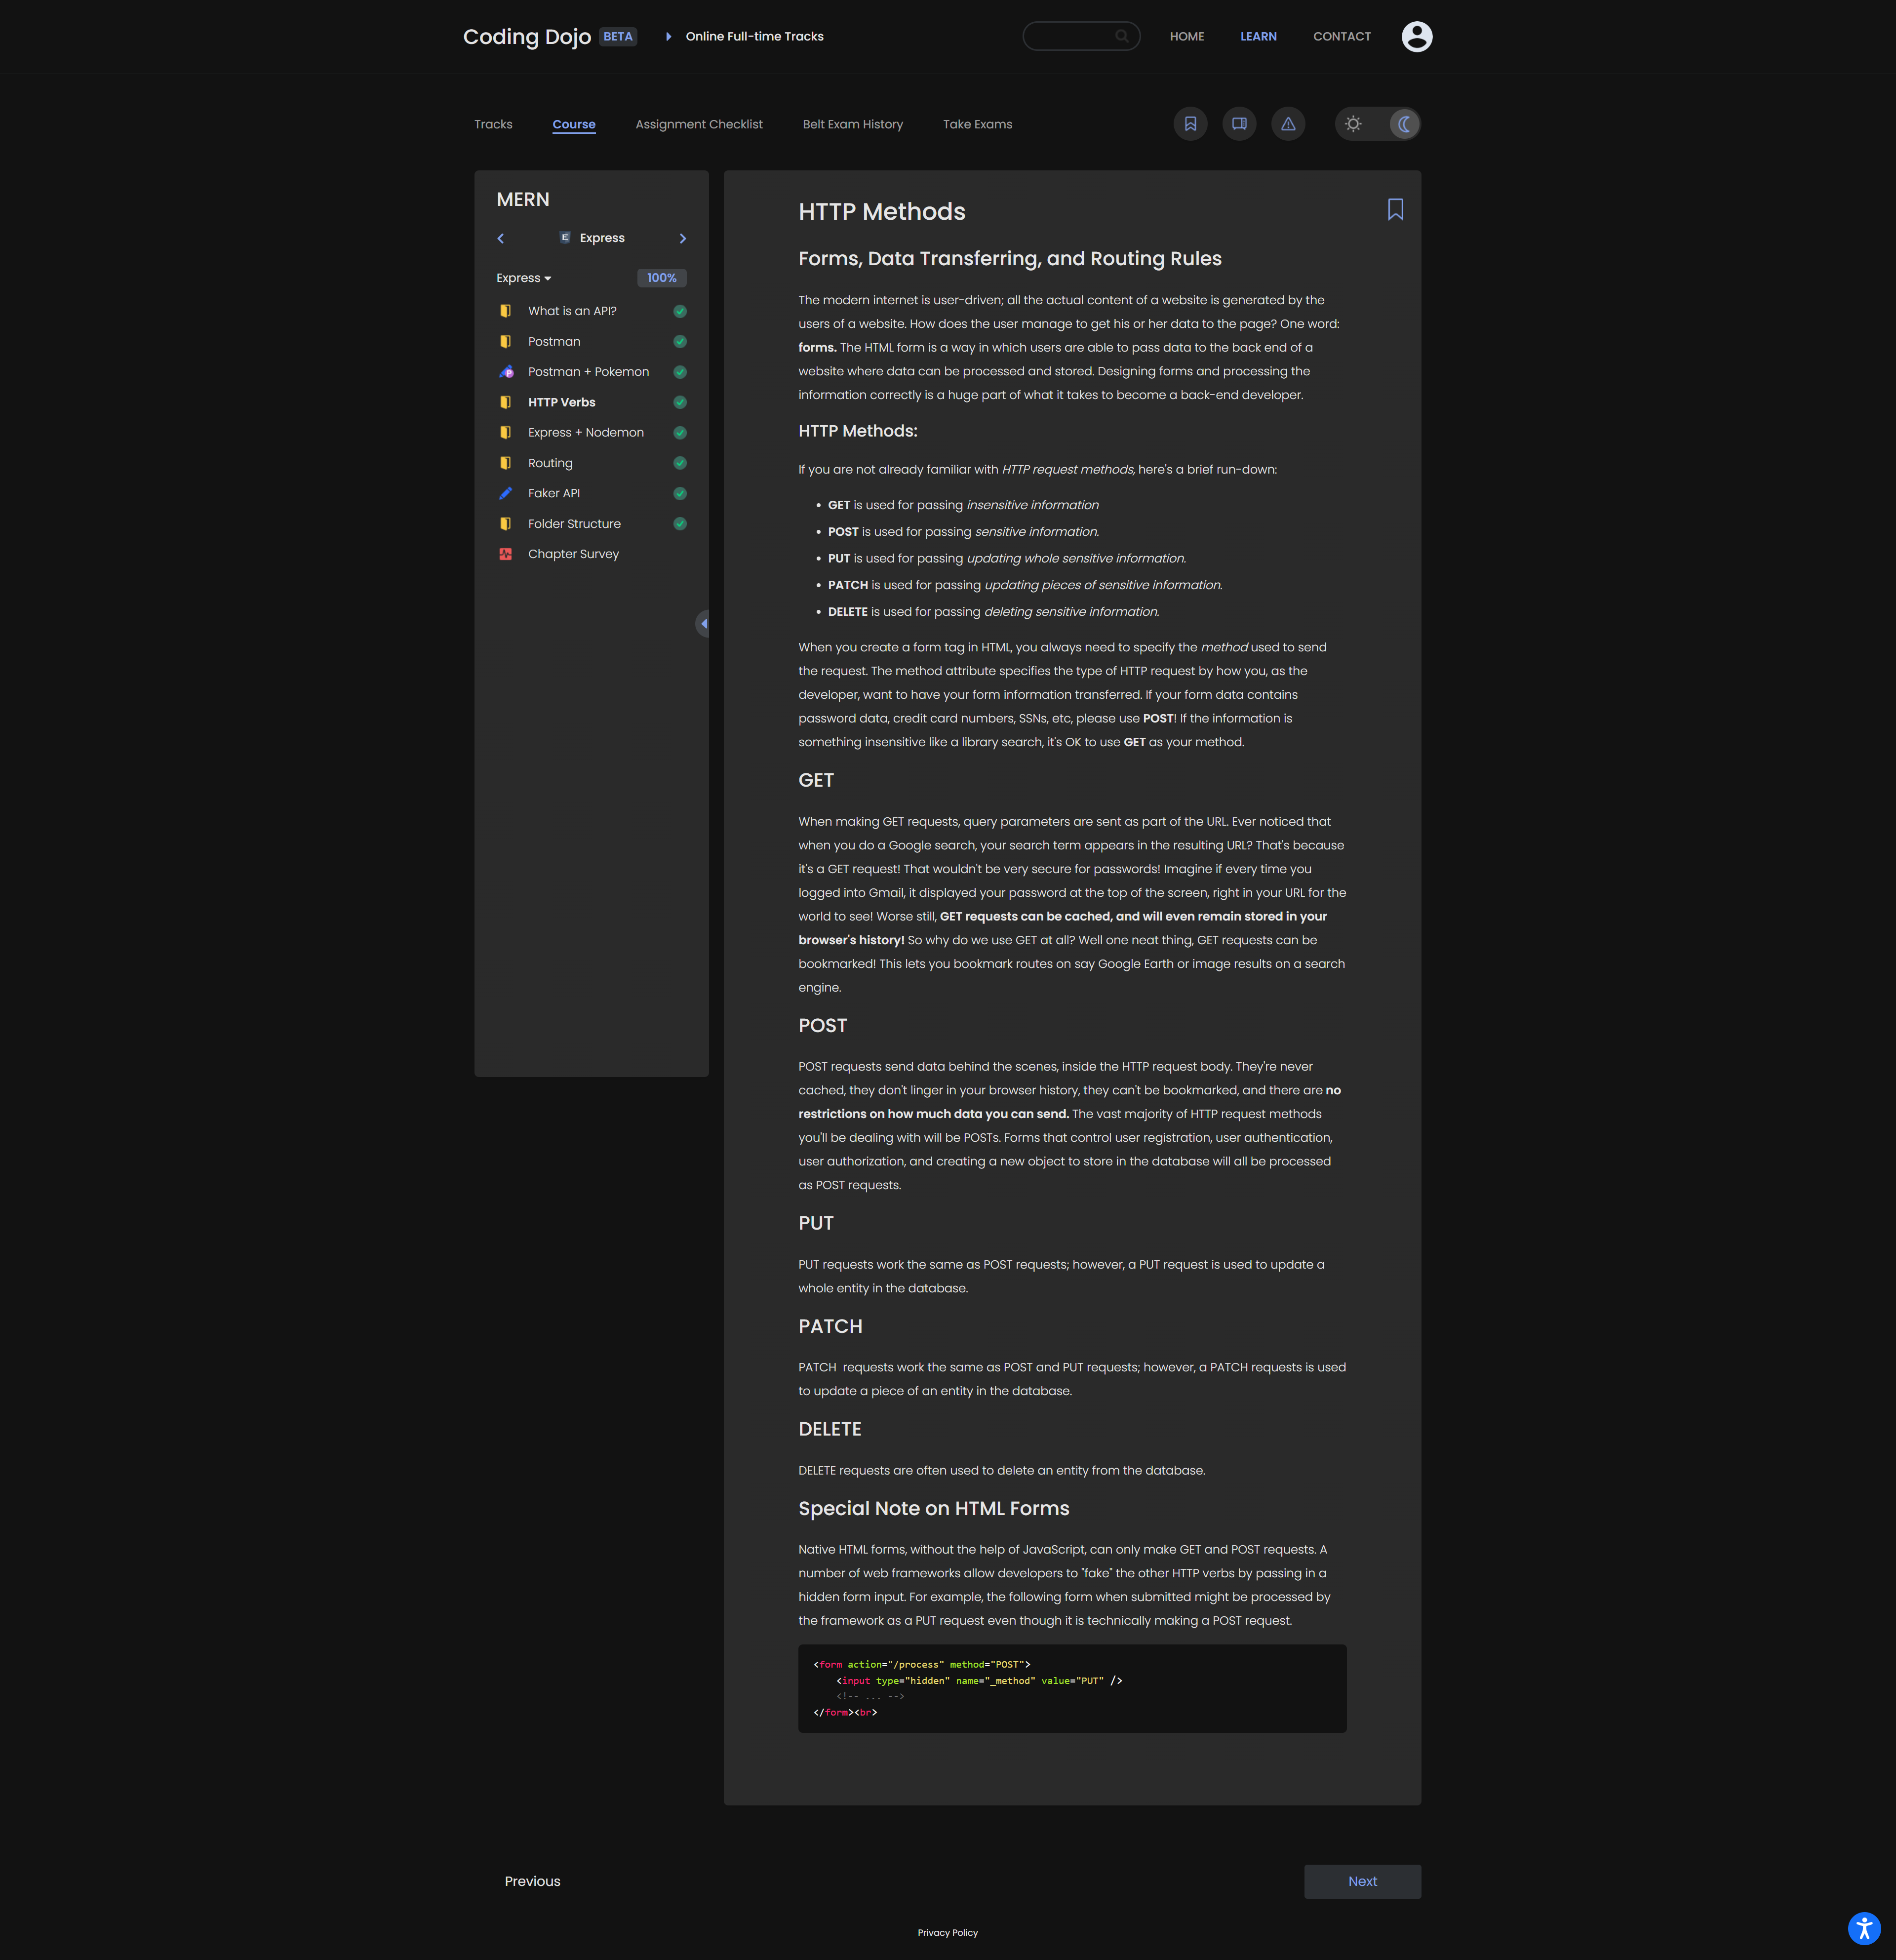 Coding Dojo BETA
Online Full-time Tracks
HOME
LEARN
CONTACT
Tracks
Course
Assignment Checklist
Belt Exam History
Take Exams
MERN
Express
Express
100%
What is an API?
Postman
Postman + Pokemon
HTTP Verbs
Express + Nodemon
Routing
Faker API
Folder Structure
Chapter Survey
HTTP Methods
Forms, Data Transferring, and Routing Rules
The modern internet is user-driven; all the actual content of a website is generated by the
users of a website. How does the user manage to get his or her data to the page? One word:
forms. The HTML form is a way in which users are able to pass data to the back end of a
website where data can be processed and stored. Designing forms and processing the
information correctly is a huge part of what it takes to become a back-end developer.
HTTP Methods:
If you are not already familiar with HTTP request methods, here's a brief run-down:
• GET is used for passing insensitive information
• POST is used for passing sensitive information.
• PUT is used for passing updating whole sensitive information.
• PATCH is used for passing updating pieces of sensitive information.
• DELETE is used for passing deleting sensitive information.
When you create a form tag in HTML, you always need to specify the method used to send
the request. The method attribute specifies the type of HTTP request by how you, as the
developer, want to have your form information transferred. If your form data contains
password data, credit card numbers, SSNs, etc, please use POST! If the information is
something insensitive like a library search, it's OK to use GET as your method.
GET
When making GET requests, query parameters are sent as part of the URL. Ever noticed that
when you do a Google search, your search term appears in the resulting URL? That's because
it's a GET request! That wouldn't be very secure for passwords! Imagine if every time you
logged into Gmail, it displayed your password at the top of the screen, right in your URL for the
world to see! Worse still, GET requests can be cached, and will even remain stored in your
browser's history! So why do we use GET at all? Well one neat thing, GET requests can be
bookmarked! This lets you bookmark routes on say Google Earth or image results on a search
engine.
POST
POST requests send data behind the scenes, inside the HTTP request body. They're never
cached, they don't linger in your browser history, they can't be bookmarked, and there are no
restrictions on how much data you can send. The vast majority of HTTP request methods
you'll be dealing with will be POSTs. Forms that control user registration, user authentication,
user authorization, and creating a new object to store in the database will all be processed
as POST requests.
PUT
PUT requests work the same as POST requests; however, a PUT request is used to update a
whole entity in the database.
PATCH
PATCH  requests work the same as POST and PUT requests; however, a PATCH requests is used
to update a piece of an entity in the database.
DELETE
DELETE requests are often used to delete an entity from the database.
Special Note on HTML Forms
Native HTML forms, without the help of JavaScript, can only make GET and POST requests. A
number of web frameworks allow developers to "fake" the other HTTP verbs by passing in a
hidden form input. For example, the following form when submitted might be processed by
the framework as a PUT request even though it is technically making a POST request.
<form action="/process" method="POST">
    <input type="hidden" name="_method" value="PUT" />
    <!-- ... -->
</form><br>
Previous
Next
Privacy Policy